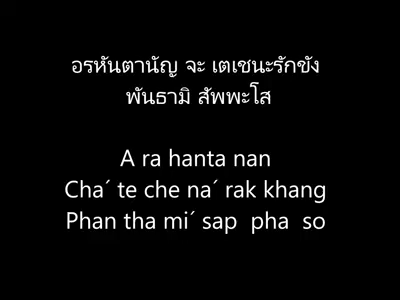 อรหันตานัญ จะ เตเชนะรักขัง
พันธามิ สัพพะโส
A ra hanta nan
Cha´ te che na´ rak khang
Phan tha mi´ sap  pha  so